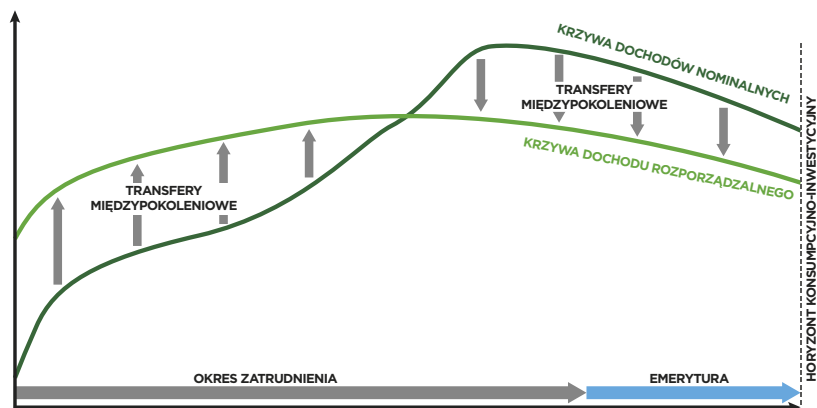 KRZYWA DOCHODÓW NOMINALNYCH
TRANSFERY
MIĘDZYPOKOLENIOWE
KRZYWA DOCHODU ROZPORZĄDZALNEGO
TRANSFERY
MIĘDZYPOKOLENIOWE
HORYZONT KONSUMPCYJNO-INWESTYCYJNY
OKRES ZATRUDNIENIA
EMERYTURA